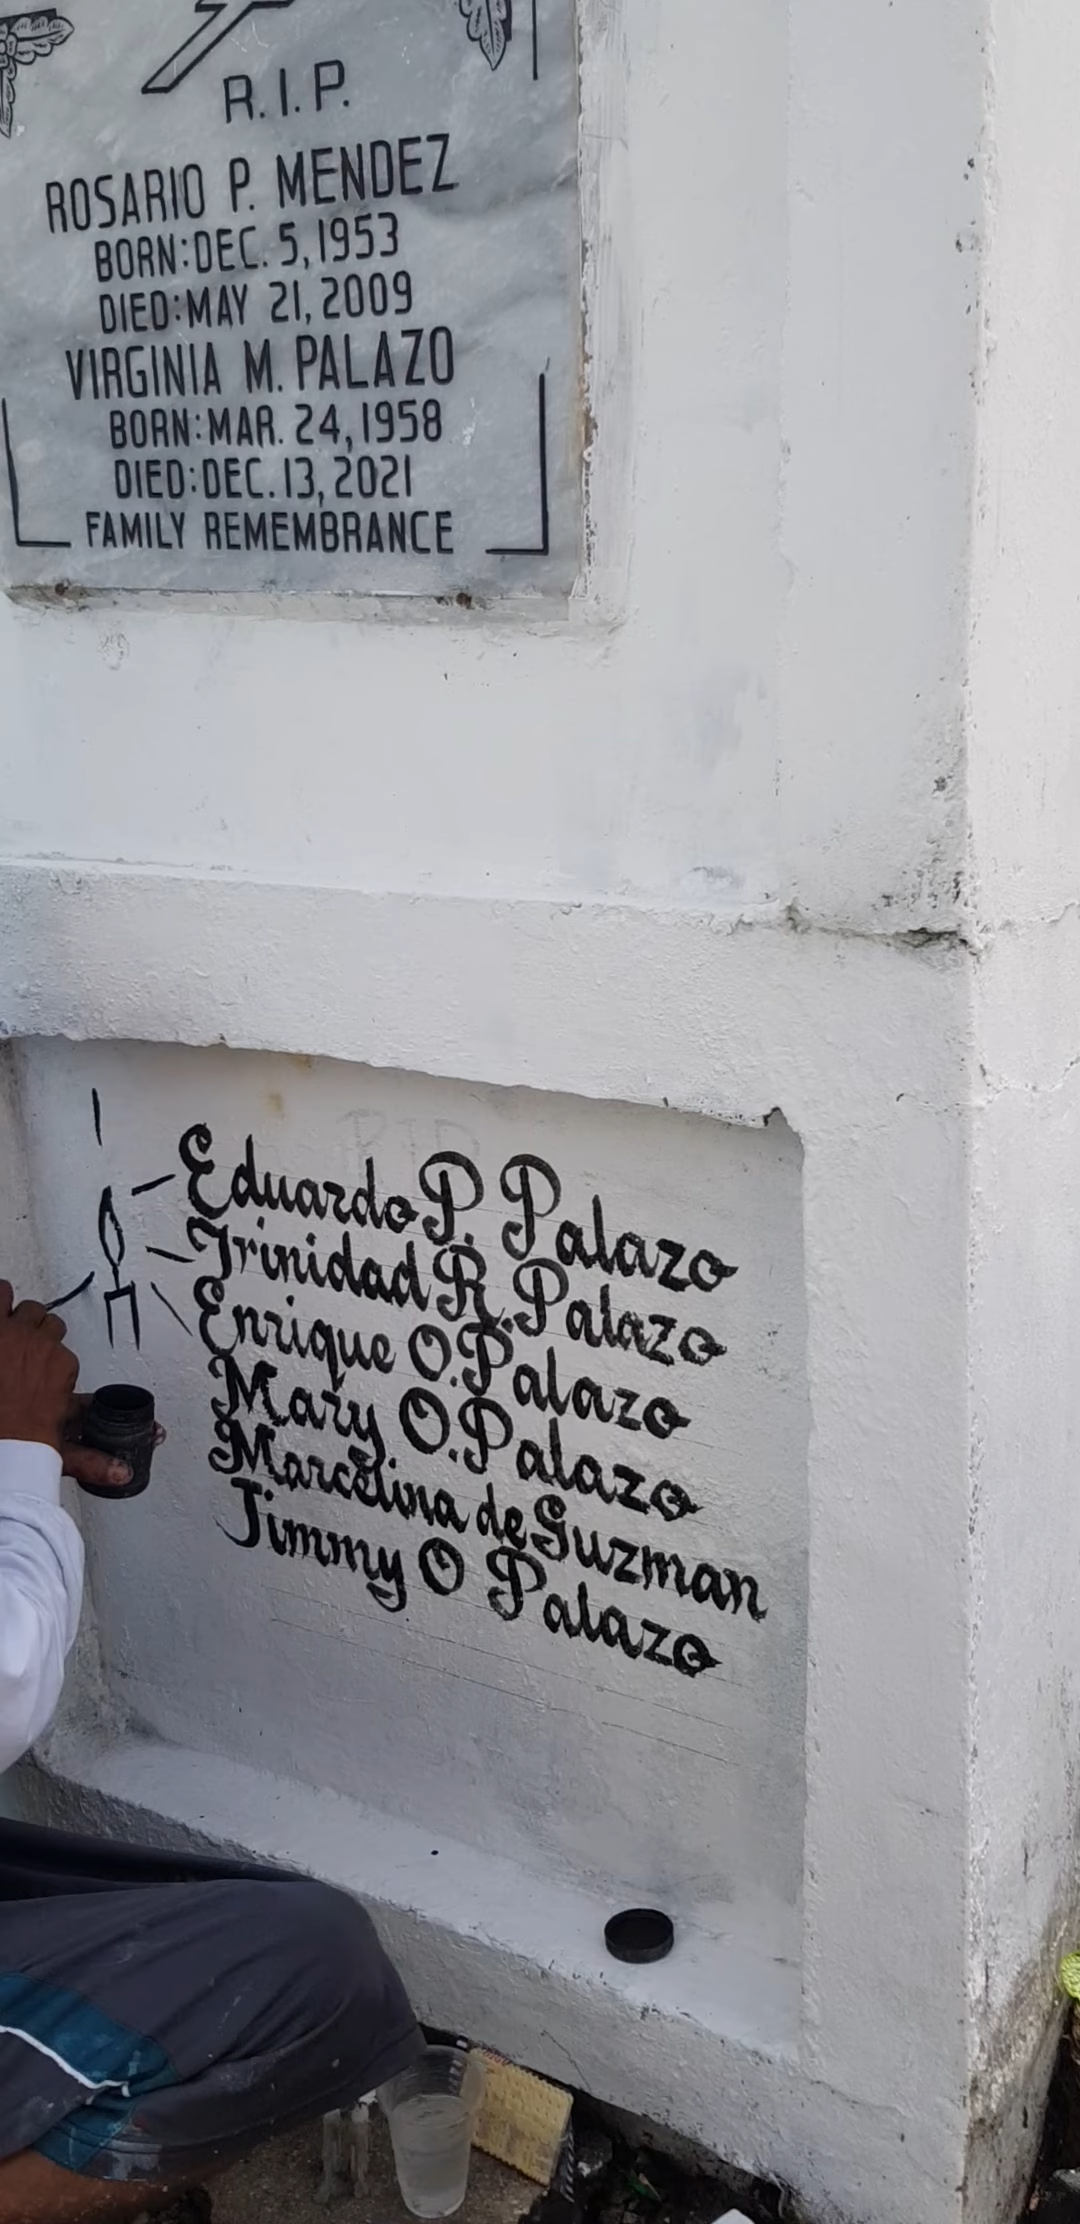 R.I.P.
ROSARIO P. MENDEZ
BORN:DEC. 5, 1953
DIED:MAY 21, 2009
VIRGINIA M. PALAZO
BORN:MAR. 24, 1958
DIED:DEC. 13, 2021
FAMILY REMEMBRANCE
RIP
Eduardo P. Palazo
Trinidad R. Palazo
Enrique O. Palazo
Mary O. Palazo
Marcelina de Guzman
Jimmy O Palazo